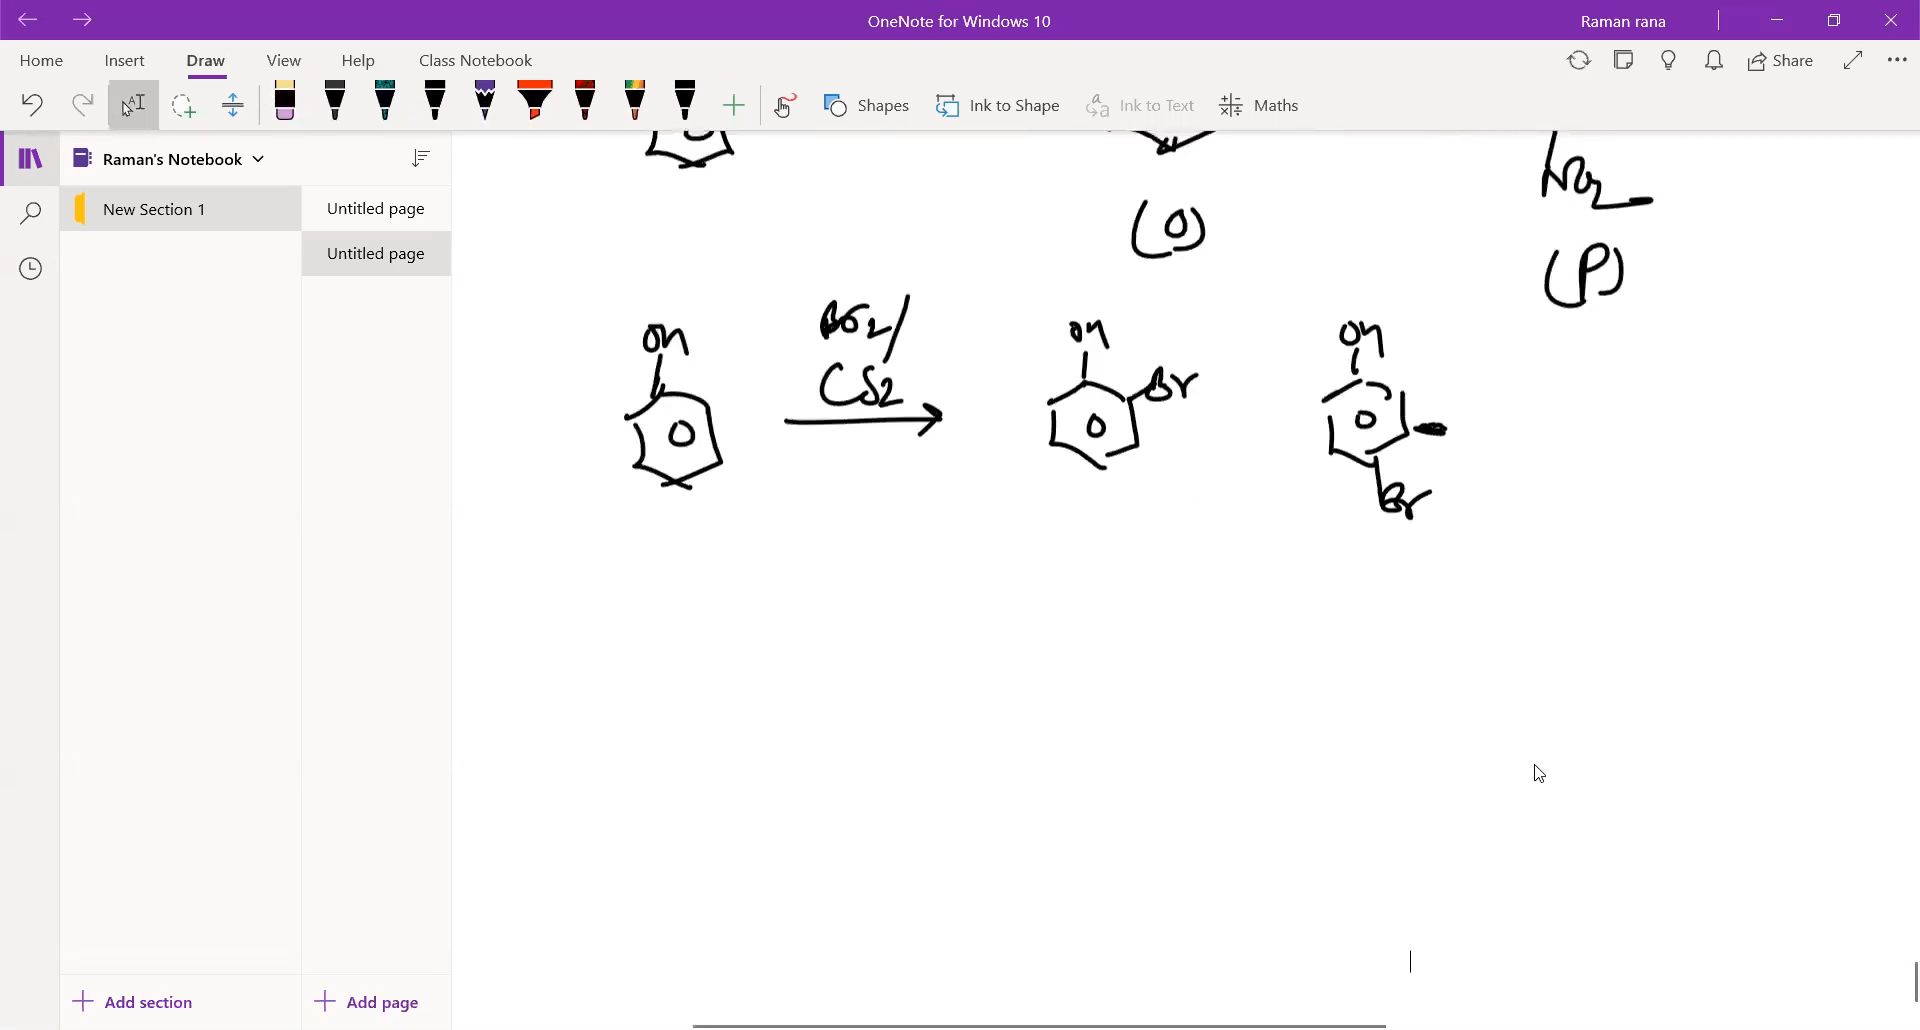 OneNote for Windows 10
Raman rana
Home Insert Draw View Help Class Notebook
Share
Shapes Ink to Shape Ink to Text Maths
Raman's Notebook
New Section 1
Untitled page
Untitled page
NO2
(O)
(P)
OH
Br2/
CS2
OH
Br
OH
Br
Add section
Add page